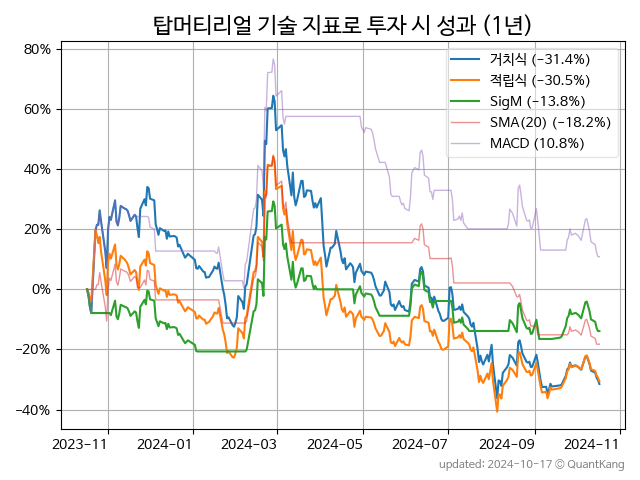 탑머티리얼 기술 지표로 투자 시 성과 (1년)
80%
60%
40%
20%
0%
−20%
−40%
거치식 (−31.4%)
적립식 (−30.5%)
SigM (−13.8%)
SMA(20) (−18.2%)
MACD (10.8%)
2023-11 2024-01 2024-03 2024-05 2024-07 2024-09 2024-11
updated: 2024-10-17 © QuantKang